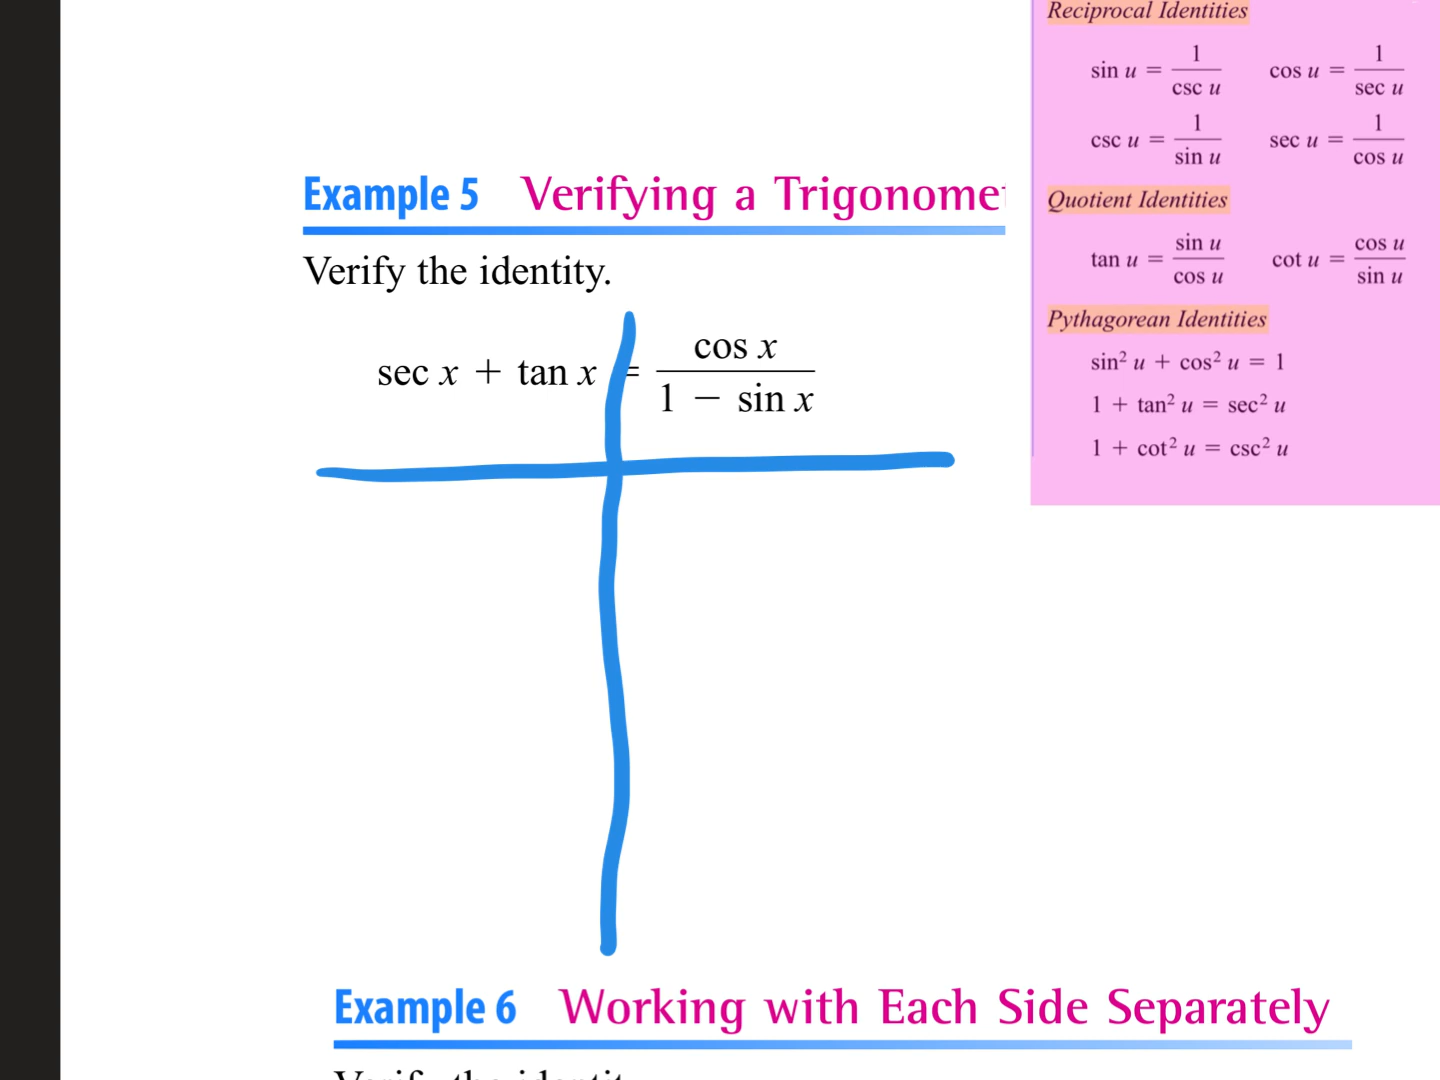 Reciprocal Identities
sin u = 1/csc u    cos u = 1/sec u
csc u = 1/sin u    sec u = 1/cos u
Quotient Identities
tan u = sin u/cos u    cot u = cos u/sin u
Pythagorean Identities
sin² u + cos² u = 1
1 + tan² u = sec² u
1 + cot² u = csc² u
Example 5 Verifying a Trigonome
Verify the identity.
sec x + tan x = cos x/(1 − sin x)
Example 6 Working with Each Side Separately